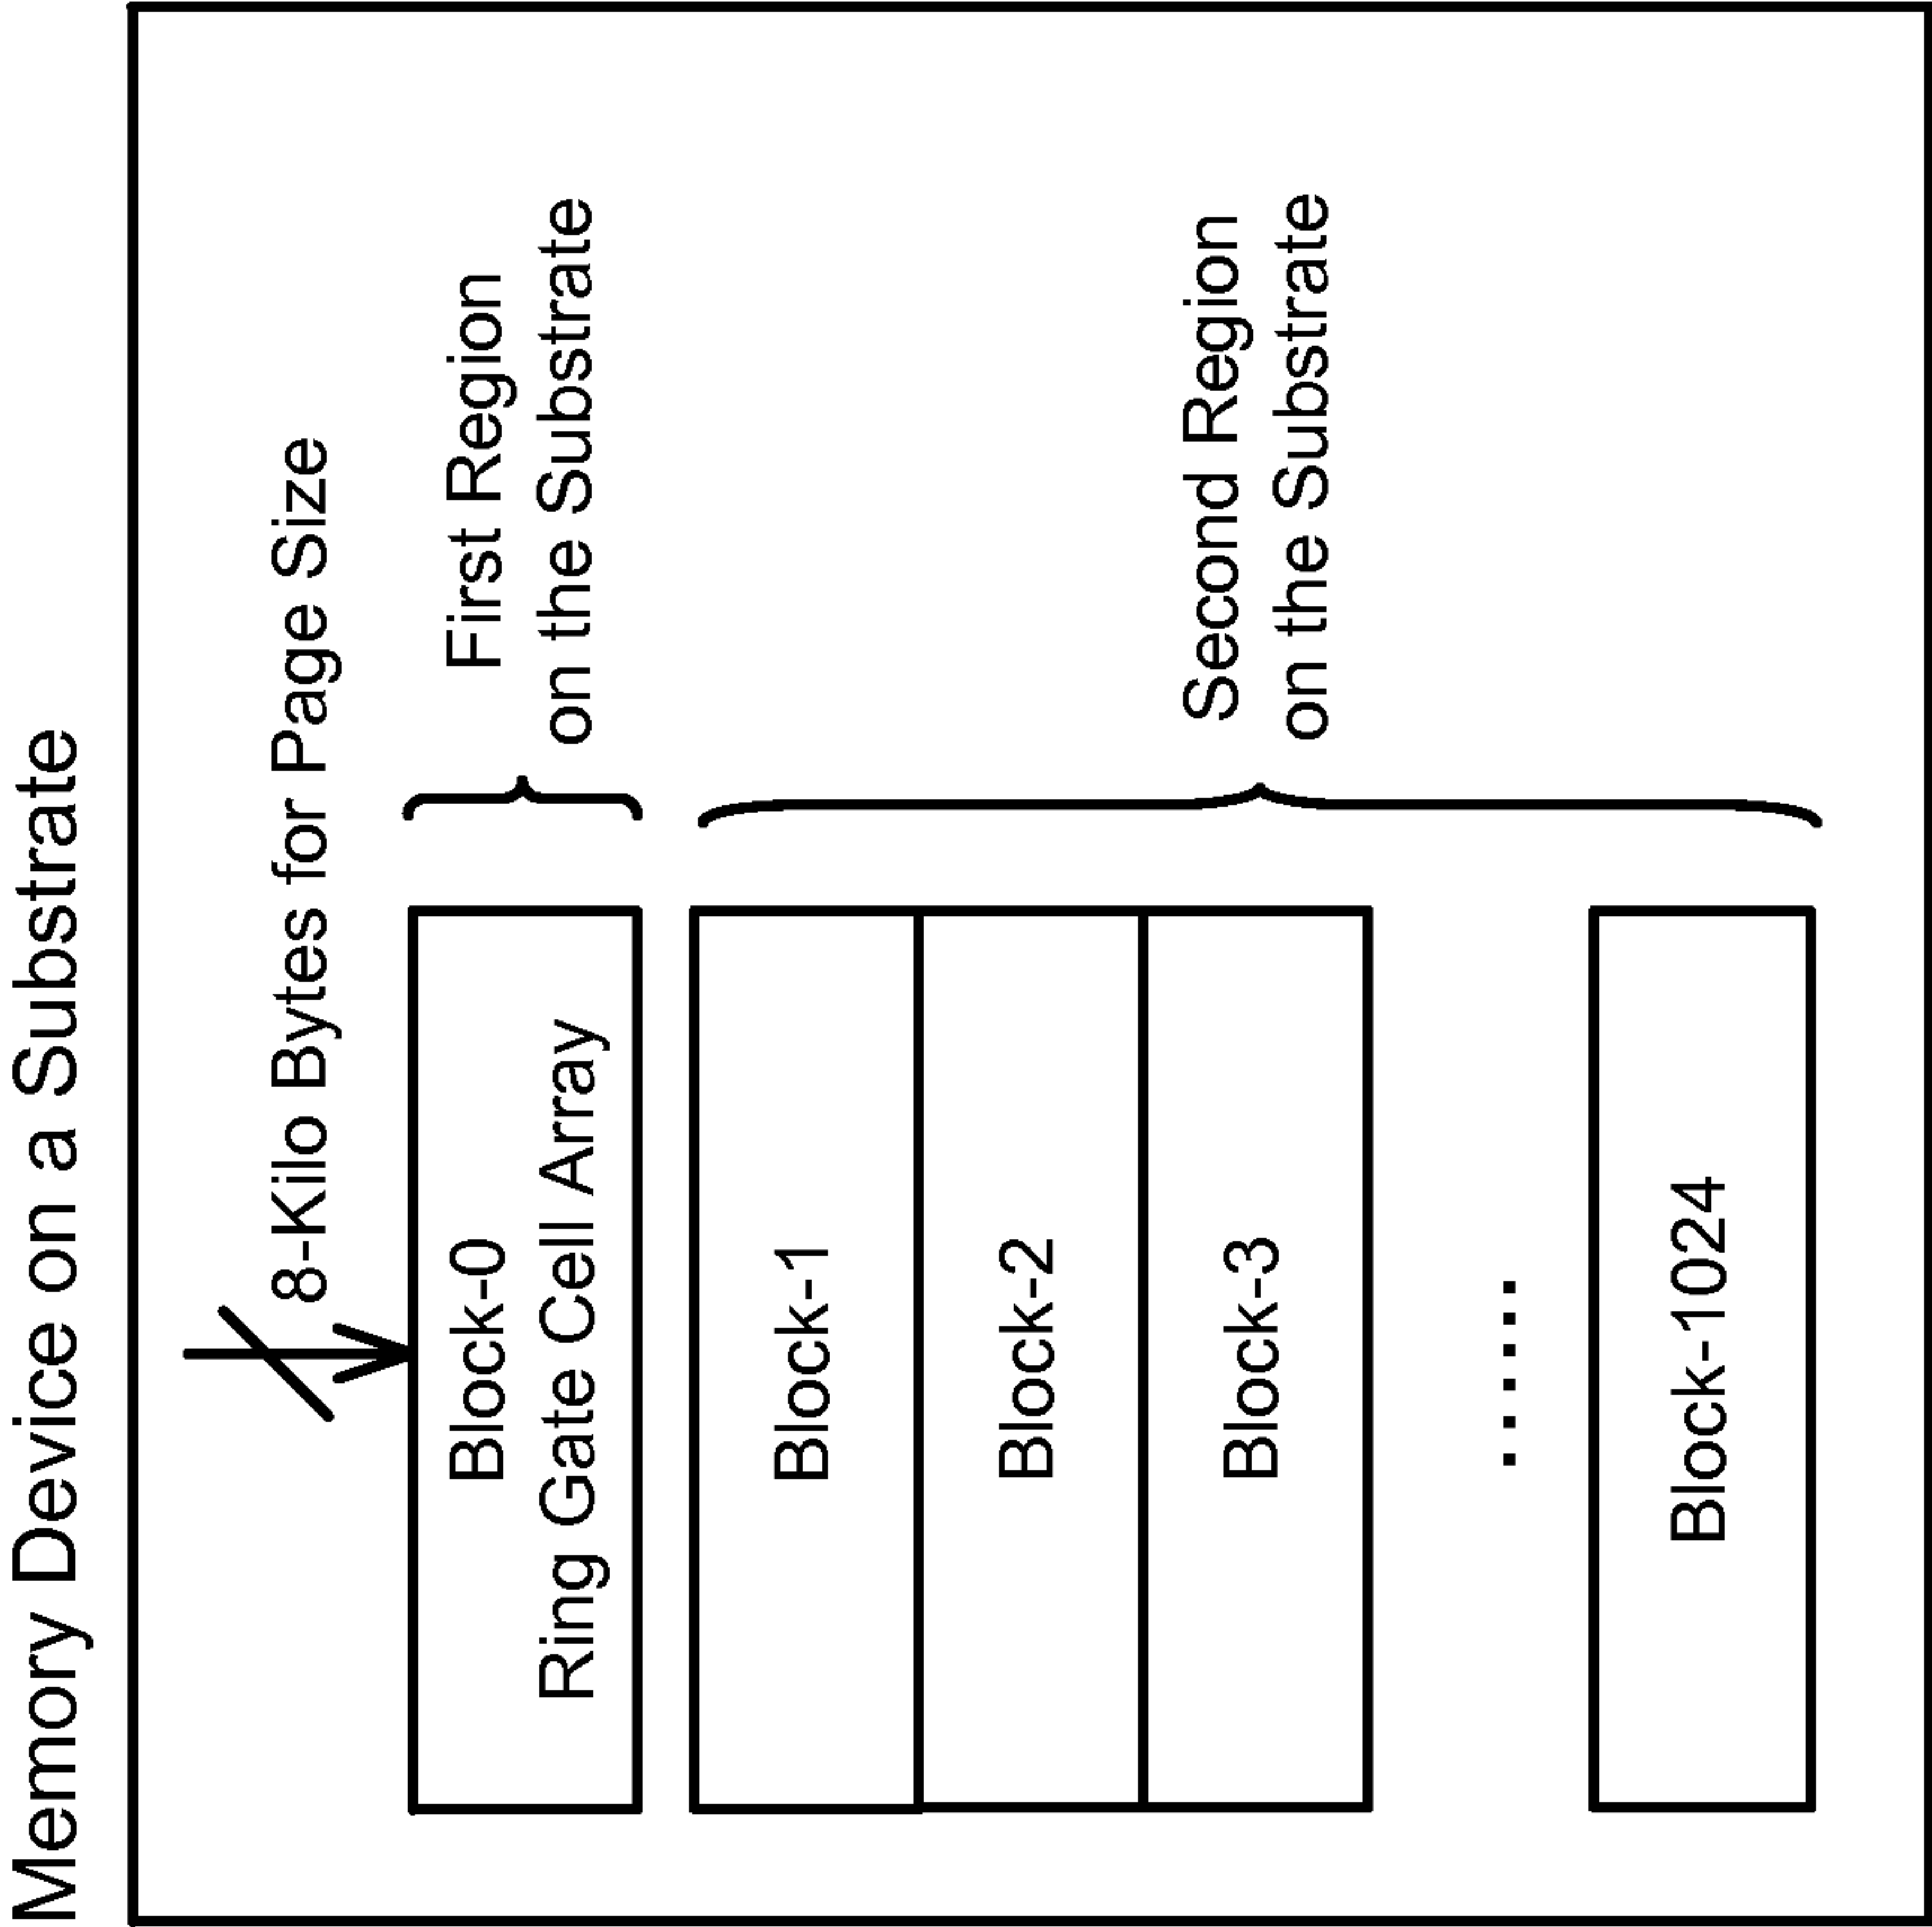 Memory Device on a Substrate
8-Kilo Bytes for Page Size
Block-0
Ring Gate Cell Array
First Region
on the Substrate
Block-1
Block-2
Block-3
Second Region
on the Substrate
......
Block-1024